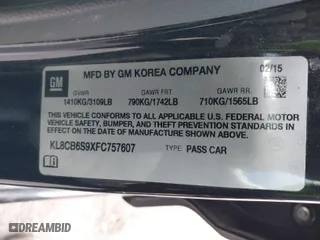 GM
MFD BY GM KOREA COMPANY
02/15
GVWR GAWR FRT GAWR RR
1410KG/3109LB 790KG/1742LB 710KG/1565LB
THIS VEHICLE CONFORMS TO ALL APPLICABLE U.S. FEDERAL MOTOR
VEHICLE SAFETY, BUMPER, AND THEFT PREVENTION STANDARDS
IN EFFECT ON THE DATE OF MANUFACTURE SHOWN ABOVE.
KL8CB6S9XFC757607 TYPE: PASS CAR
DREAMBID.COM